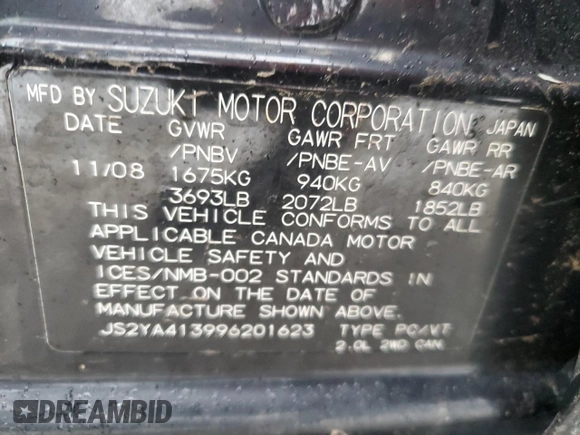 MFD BY SUZUKI MOTOR CORPORATION JAPAN
DATE GVWR GAWR FRT GAWR RR
/PNBV /PNBE-AV /PNBE-AR
11/08 1675KG 940KG 840KG
3693LB 2072LB 1852LB
THIS VEHICLE CONFORMS TO ALL
APPLICABLE CANADA MOTOR
VEHICLE SAFETY AND
ICES/NMB-002 STANDARDS IN
EFFECT ON THE DATE OF
MANUFACTURE SHOWN ABOVE.
JS2YA413996201623 TYPE PC/VT
2.0L 2WD CAN.
DREAMBID